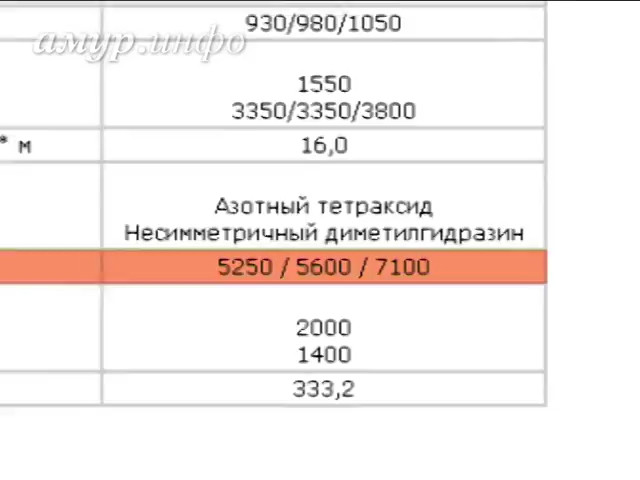 930/980/1050
амур.инфо
1550
3350/3350/3800
* м
16,0
Азотный тетраксид
Несимметричный диметилгидразин
5250 / 5600 / 7100
2000
1400
333,2